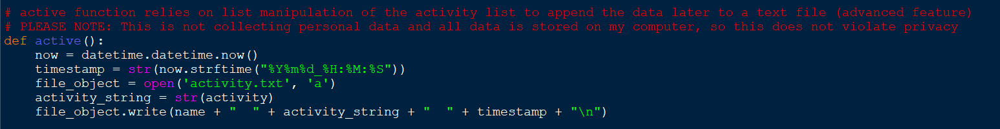 # active function relies on list manipulation of the activity list to append the data later to a text file (advanced feature)
# PLEASE NOTE: This is not collecting personal data and all data is stored on my computer, so this does not violate privacy
def active():
    now = datetime.datetime.now()
    timestamp = str(now.strftime("%Y%m%d_%H:%M:%S"))
    file_object = open('activity.txt', 'a')
    activity_string = str(activity)
    file_object.write(name + "  " + activity_string + "  " + timestamp + "\n")